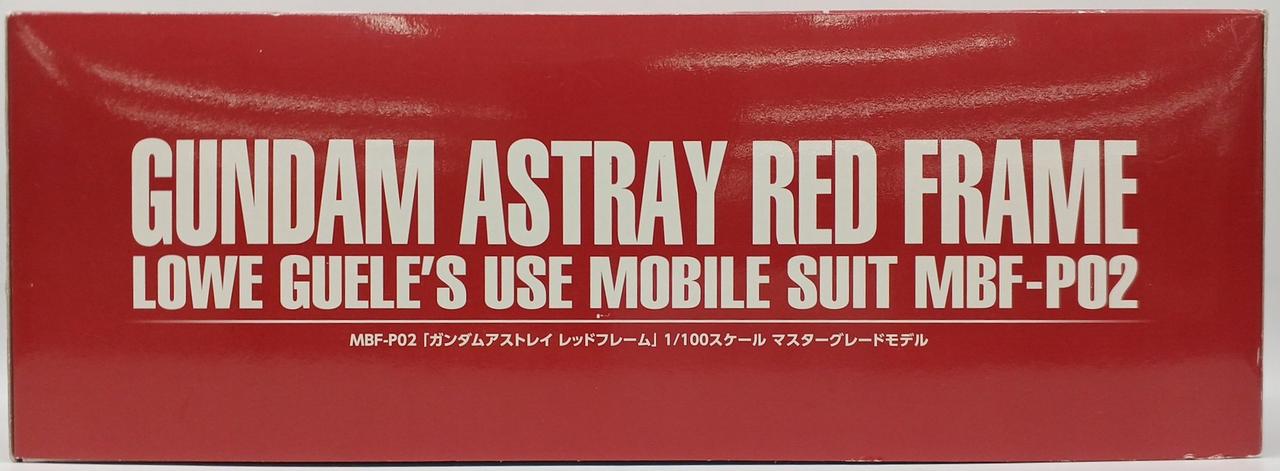 GUNDAM ASTRAY RED FRAME
LOWE GUELE'S USE MOBILE SUIT MBF-P02
MBF-P02「ガンダムアストレイ レッドフレーム」1/100スケール マスターグレードモデル